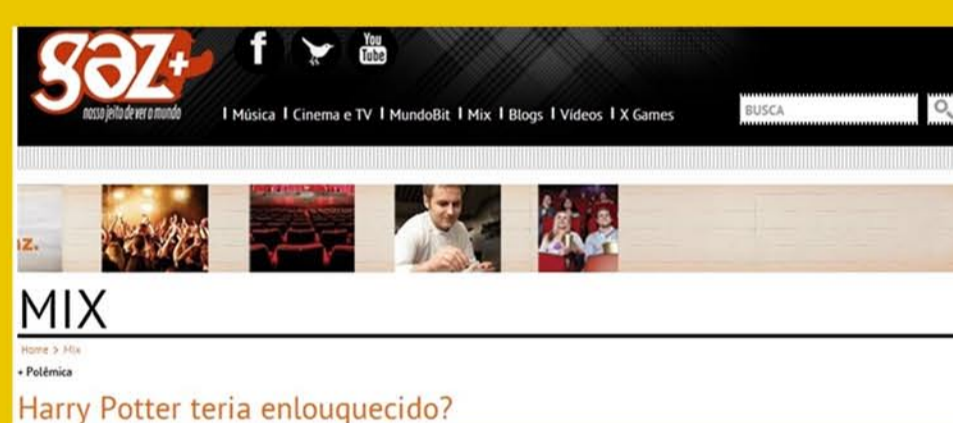 gaz+
nosso jeito de ver o mundo
f
You
Tube
Música
Cinema e TV
MundoBit
Mix
Blogs
Vídeos
X Games
BUSCA
az.
MIX
Home > Mix
+ Polêmica
Harry Potter teria enlouquecido?